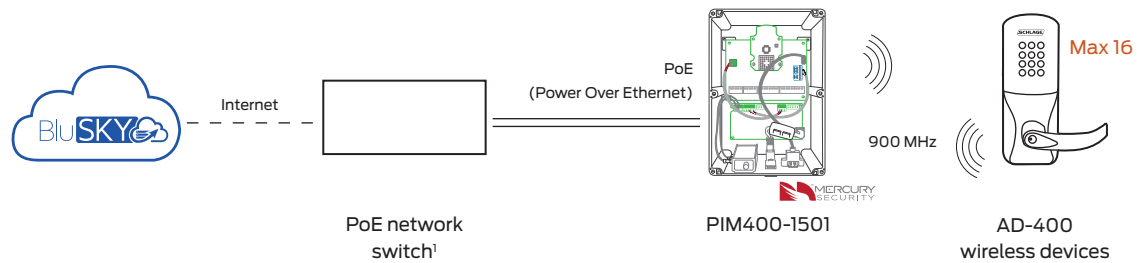 BluSKY
Internet
PoE
(Power Over Ethernet)
900 MHz
SCHLAGE
Max 16
MERCURY
SECURITY
PoE network
switch¹
PIM400-1501
AD-400
wireless devices